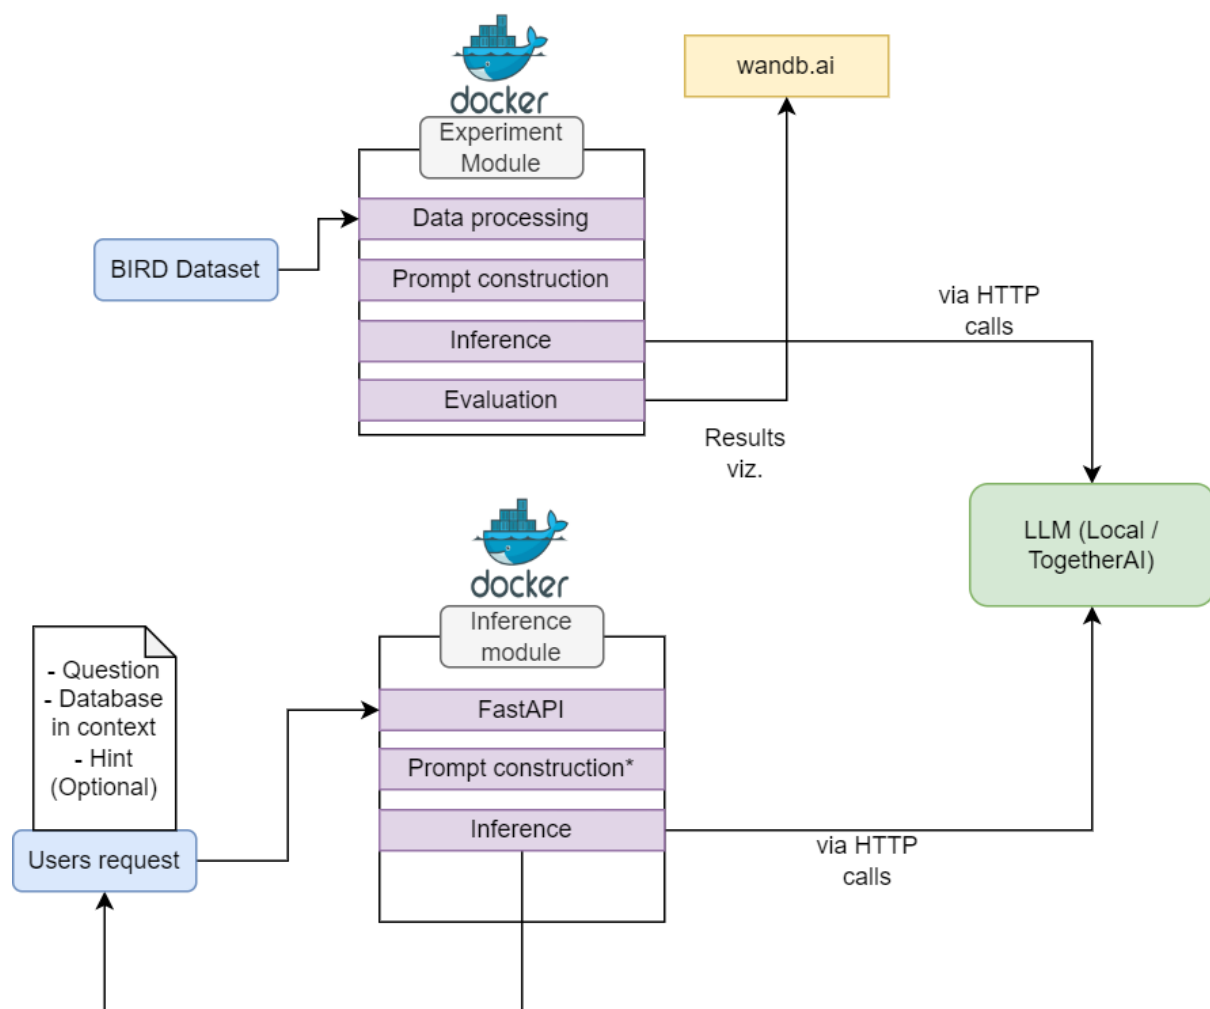 docker
wandb.ai
Experiment
Module
Data processing
BIRD Dataset
Prompt construction
via HTTP
calls
Inference
Evaluation
Results
viz.
LLM (Local /
TogetherAI)
docker
Inference
module
- Question
- Database
in context
- Hint
(Optional)
FastAPI
Prompt construction*
Inference
Users request
via HTTP
calls